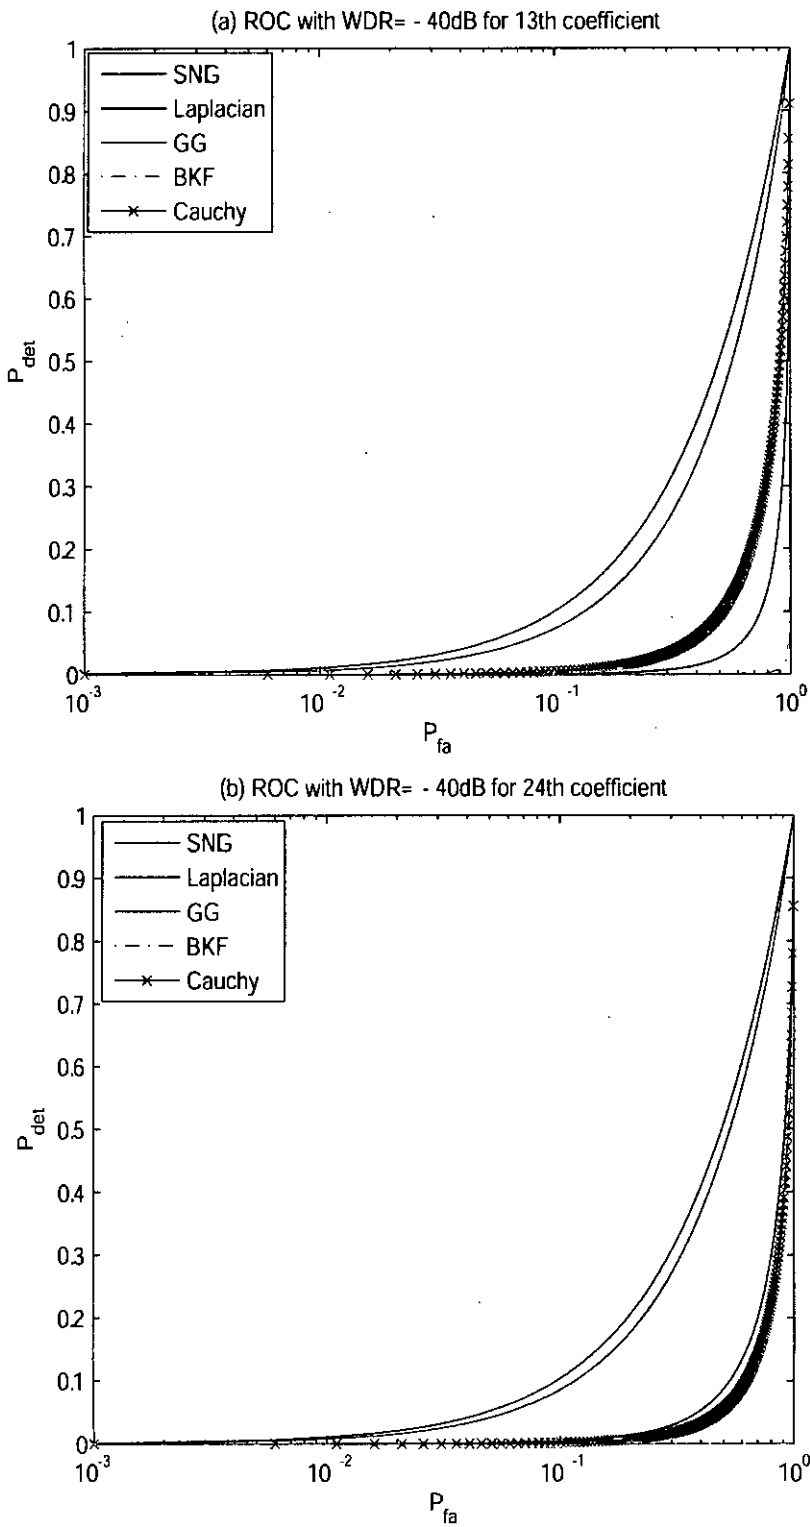 (a) ROC with WDR= - 40dB for 13th coefficient
1
0.9
0.8
0.7
0.6
0.5
0.4
0.3
0.2
0.1
0
P_det
SNIG
Laplacian
GG
BKF
Cauchy
10^-3
10^-2
10^-1
10^0
P_fa
(b) ROC with WDR= - 40dB for 24th coefficient
1
0.9
0.8
0.7
0.6
0.5
0.4
0.3
0.2
0.1
0
P_det
SNIG
Laplacian
GG
BKF
Cauchy
10^-3
10^-2
10^-1
10^0
P_fa